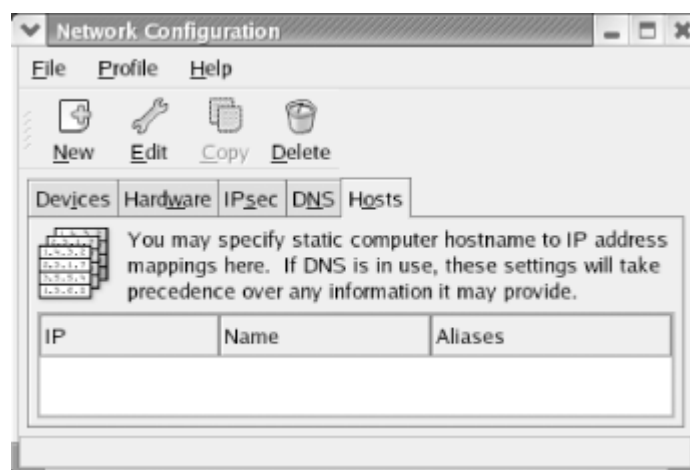 Network Configuration
File Profile Help
New Edit Copy Delete
Devices Hardware IPsec DNS Hosts
You may specify static computer hostname to IP address
mappings here. If DNS is in use, these settings will take
precedence over any information it may provide.
IP Name Aliases